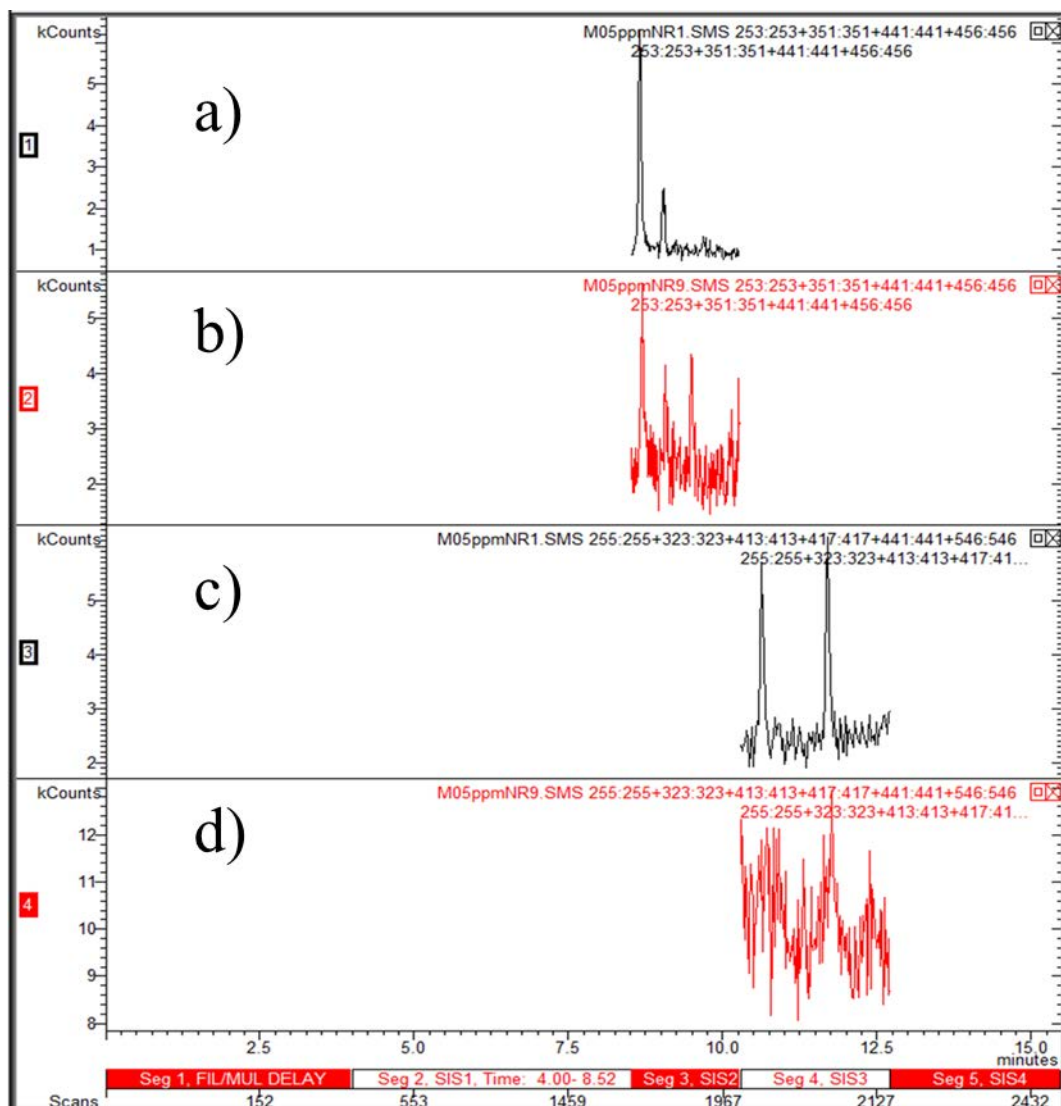 kCounts
M05ppmNR1.SMS 253:253+351:351+441:441+456:456
253:253+351:351+441:441+456:456
a)
5
4
3
2
1
1
kCounts
M05ppmNR9.SMS 253:253+351:351+441:441+456:456
253:253+351:351+441:441+456:456
b)
5
4
3
2
2
kCounts
M05ppmNR1.SMS 255:255+323:323+413:413+417:417+441:441+546:546
255:255+323:323+413:413+417:41...
c)
5
4
3
2
3
kCounts
M05ppmNR9.SMS 255:255+323:323+413:413+417:417+441:441+546:546
255:255+323:323+413:413+417:41...
d)
12
11
10
9
8
4
2.5 5.0 7.5 10.0 12.5 15.0
minutes
Seg 1, FIL/MUL DELAY Seg 2, SIS1, Time: 4.00- 8.52 Seg 3, SIS2 Seg 4, SIS3 Seg 5, SIS4
Scans 152 553 1459 1967 2127 2432